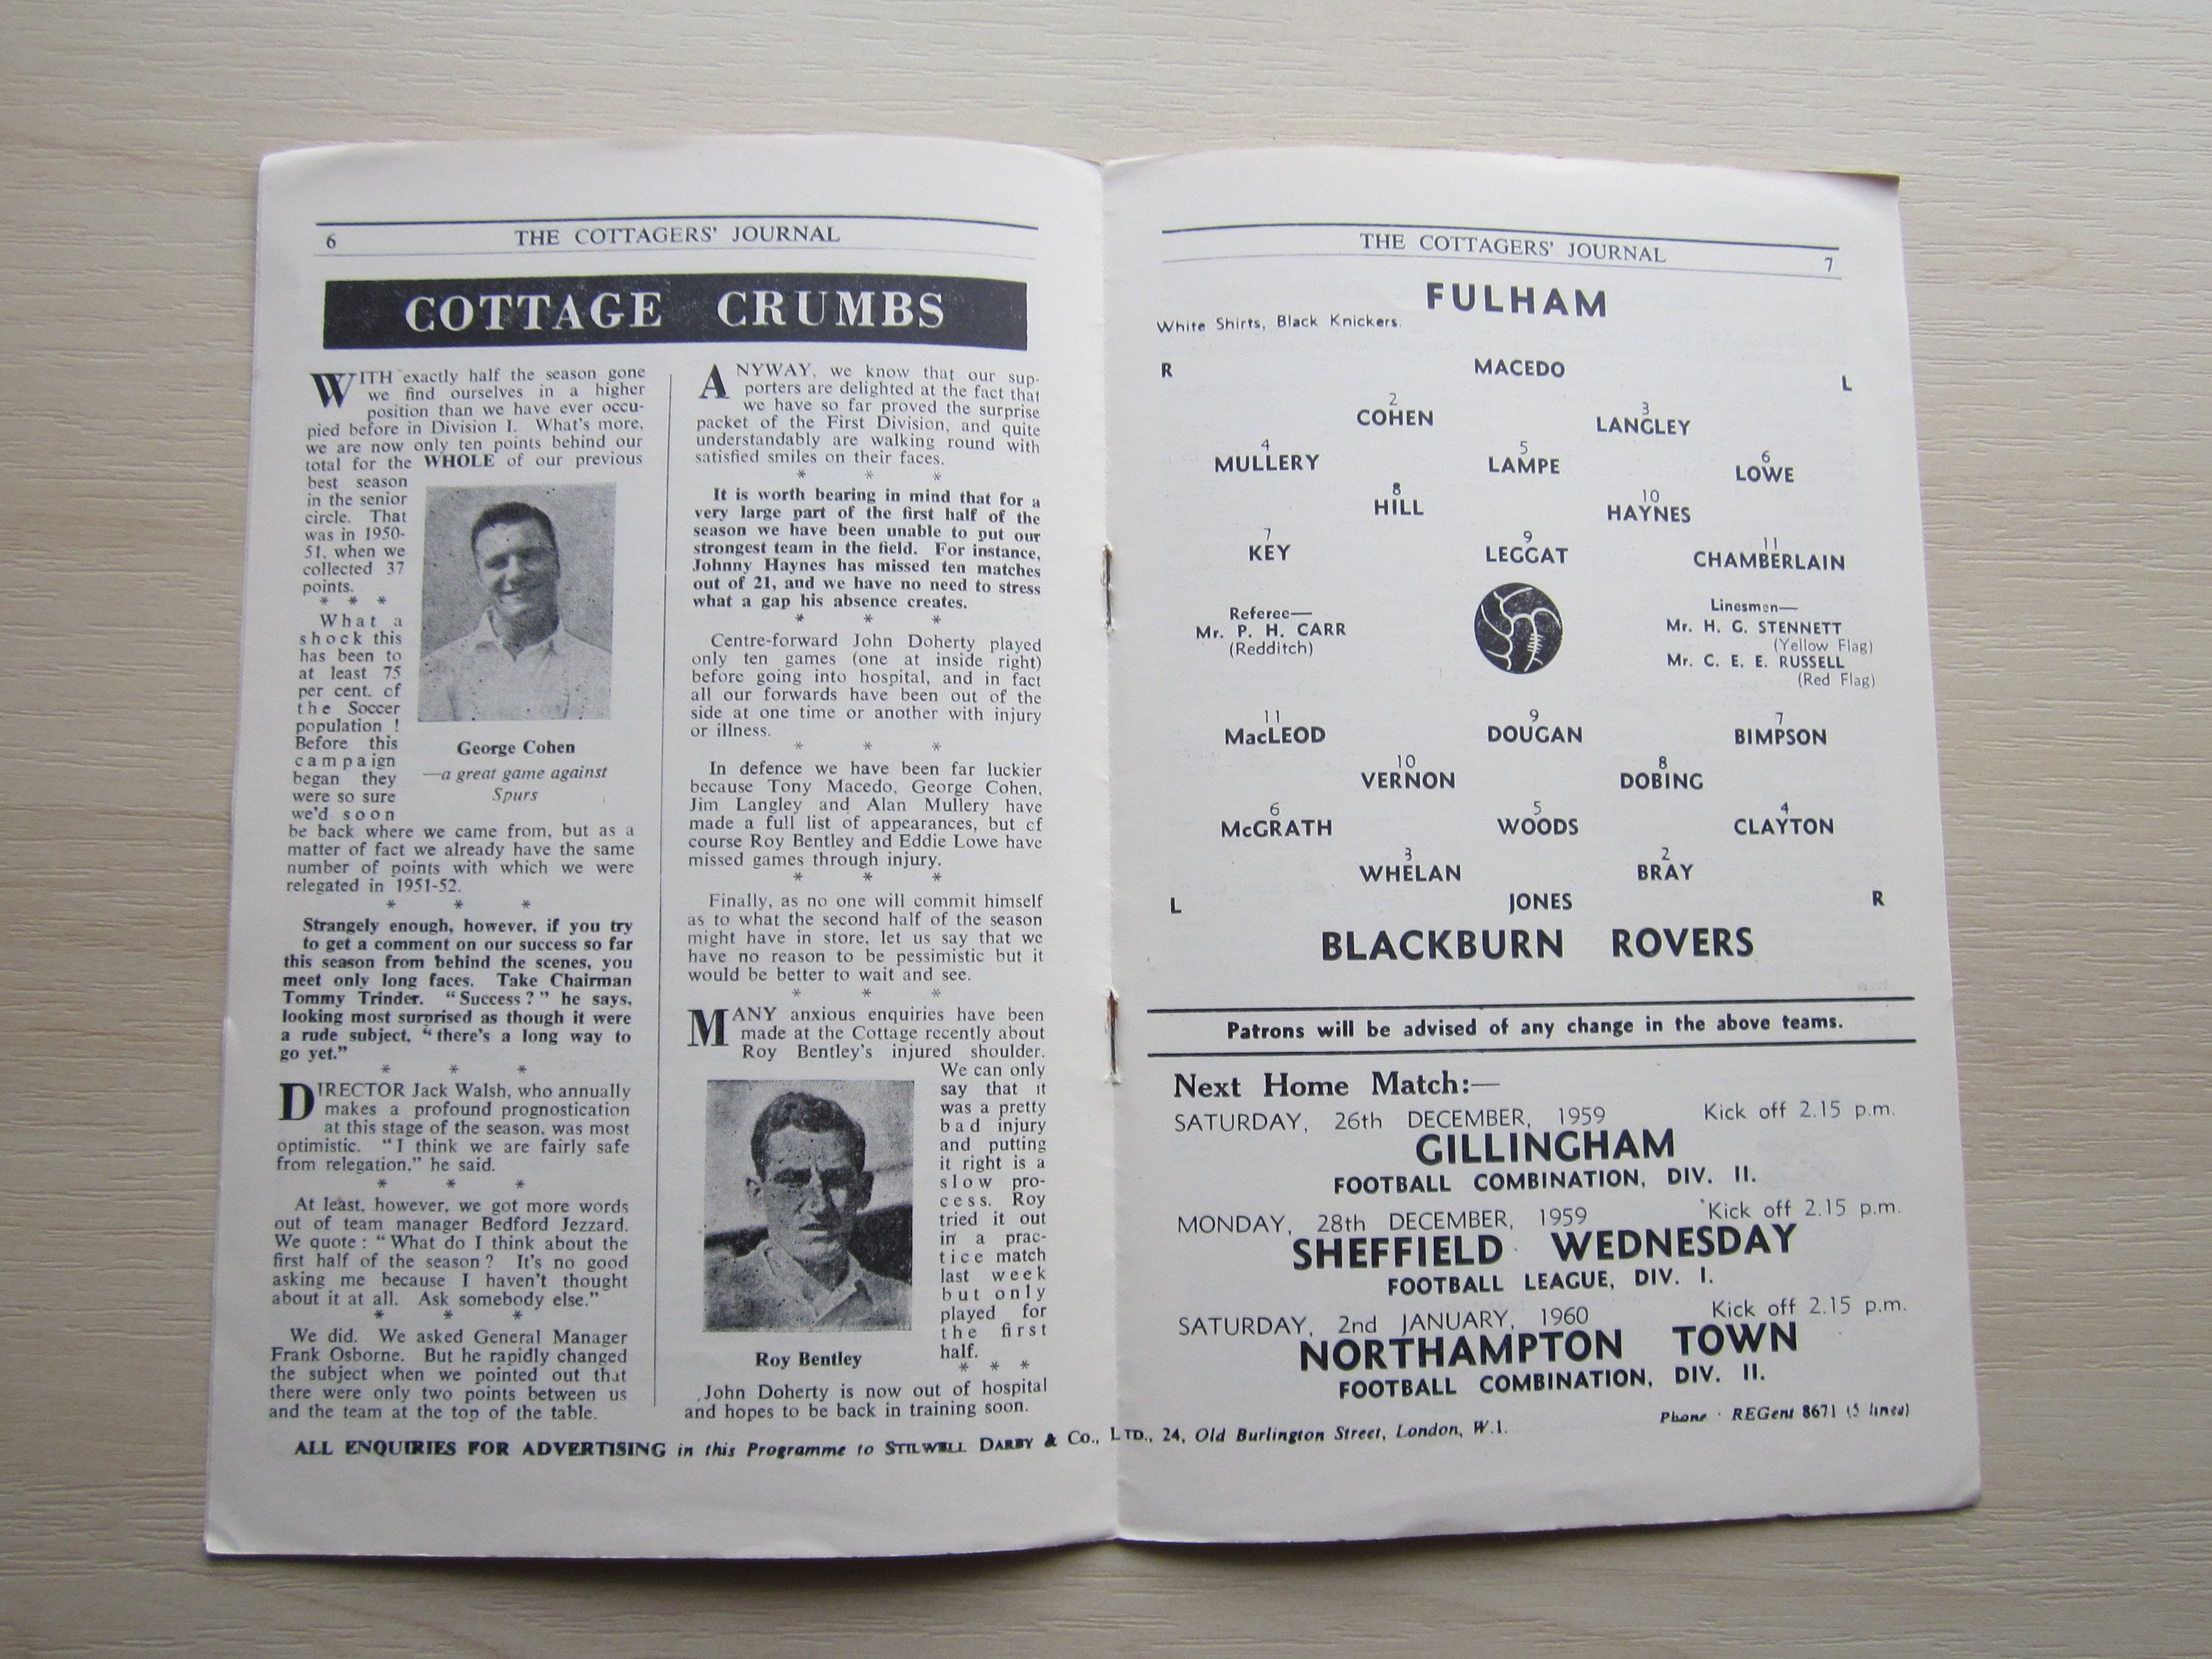 6
THE COTTAGERS' JOURNAL
COTTAGE CRUMBS
WITH exactly half the season gone
we find ourselves in a higher
position than we have ever occu-
pied before in Division I. What's more,
we are now only ten points behind our
total for the WHOLE of our previous
best season
in the senior
circle. That
was in 1950-
51, when we
collected 37
points.
* * *
What a
shock this
has been to
at least 75
per cent. of
the Soccer
population !
Before this
campaign
began they
were so sure
we'd soon
George Cohen
—a great game against
Spurs
be back where we came from, but as a
matter of fact we already have the same
number of points with which we were
relegated in 1951-52.
* * *
Strangely enough, however, if you try
to get a comment on our success so far
this season from behind the scenes, you
meet only long faces. Take Chairman
Tommy Trinder. “Success?” he says,
looking most surprised as though it were
a rude subject, “there's a long way to
go yet.”
* * *
DIRECTOR Jack Walsh, who annually
makes a profound prognostication
at this stage of the season, was most
optimistic. “I think we are fairly safe
from relegation,” he said.
* * *
At least, however, we got more words
out of team manager Bedford Jezzard.
We quote : “What do I think about the
first half of the season? It's no good
asking me because I haven't thought
about it at all. Ask somebody else.”
* * *
We did. We asked General Manager
Frank Osborne. But he rapidly changed
the subject when we pointed out that
there were only two points between us
and the team at the top of the table.
ANYWAY, we know that our sup-
porters are delighted at the fact that
we have so far proved the surprise
packet of the First Division, and quite
understandably are walking round with
satisfied smiles on their faces.
* * *
It is worth bearing in mind that for a
very large part of the first half of the
season we have been unable to put our
strongest team in the field. For instance,
Johnny Haynes has missed ten matches
out of 21, and we have no need to stress
what a gap his absence creates.
* * *
Centre-forward John Doherty played
only ten games (one at inside right)
before going into hospital, and in fact
all our forwards have been out of the
side at one time or another with injury
or illness.
* * *
In defence we have been far luckier
because Tony Macedo, George Cohen,
Jim Langley and Alan Mullery have
made a full list of appearances, but cf
course Roy Bentley and Eddie Lowe have
missed games through injury.
* * *
Finally, as no one will commit himself
as to what the second half of the season
might have in store, let us say that we
have no reason to be pessimistic but it
would be better to wait and see.
* * *
MANY anxious enquiries have been
made at the Cottage recently about
Roy Bentley's injured shoulder.
We can only
say that it
was a pretty
bad injury
and putting
it right is a
slow pro-
cess. Roy
tried it out
in a prac-
tice match
last week
but only
played for
the first
half.
* * *
Roy Bentley
John Doherty is now out of hospital
and hopes to be back in training soon.
THE COTTAGERS' JOURNAL
7
FULHAM
White Shirts, Black Knickers.
R MACEDO L
2 3
COHEN LANGLEY
4 5 6
MULLERY LAMPE LOWE
8 10
HILL HAYNES
7 9 11
KEY LEGGAT CHAMBERLAIN
Referee—
Mr. P. H. CARR
(Redditch)
Linesmen—
Mr. H. G. STENNETT
(Yellow Flag)
Mr. C. E. E. RUSSELL
(Red Flag)
11 9 7
MacLEOD DOUGAN BIMPSON
10 8
VERNON DOBING
6 5 4
McGRATH WOODS CLAYTON
3 2
WHELAN BRAY
L JONES R
BLACKBURN ROVERS
Patrons will be advised of any change in the above teams.
Next Home Match:—
SATURDAY, 26th DECEMBER, 1959 Kick off 2.15 p.m.
GILLINGHAM
FOOTBALL COMBINATION, DIV. II.
MONDAY, 28th DECEMBER, 1959 Kick off 2.15 p.m.
SHEFFIELD WEDNESDAY
FOOTBALL LEAGUE, DIV. I.
SATURDAY, 2nd JANUARY, 1960 Kick off 2.15 p.m.
NORTHAMPTON TOWN
FOOTBALL COMBINATION, DIV. II.
ALL ENQUIRIES FOR ADVERTISING in this Programme to STILWELL DARBY & Co., LTD., 24, Old Burlington Street, London, W.1.
Phone · REGent 8671 (5 lines)